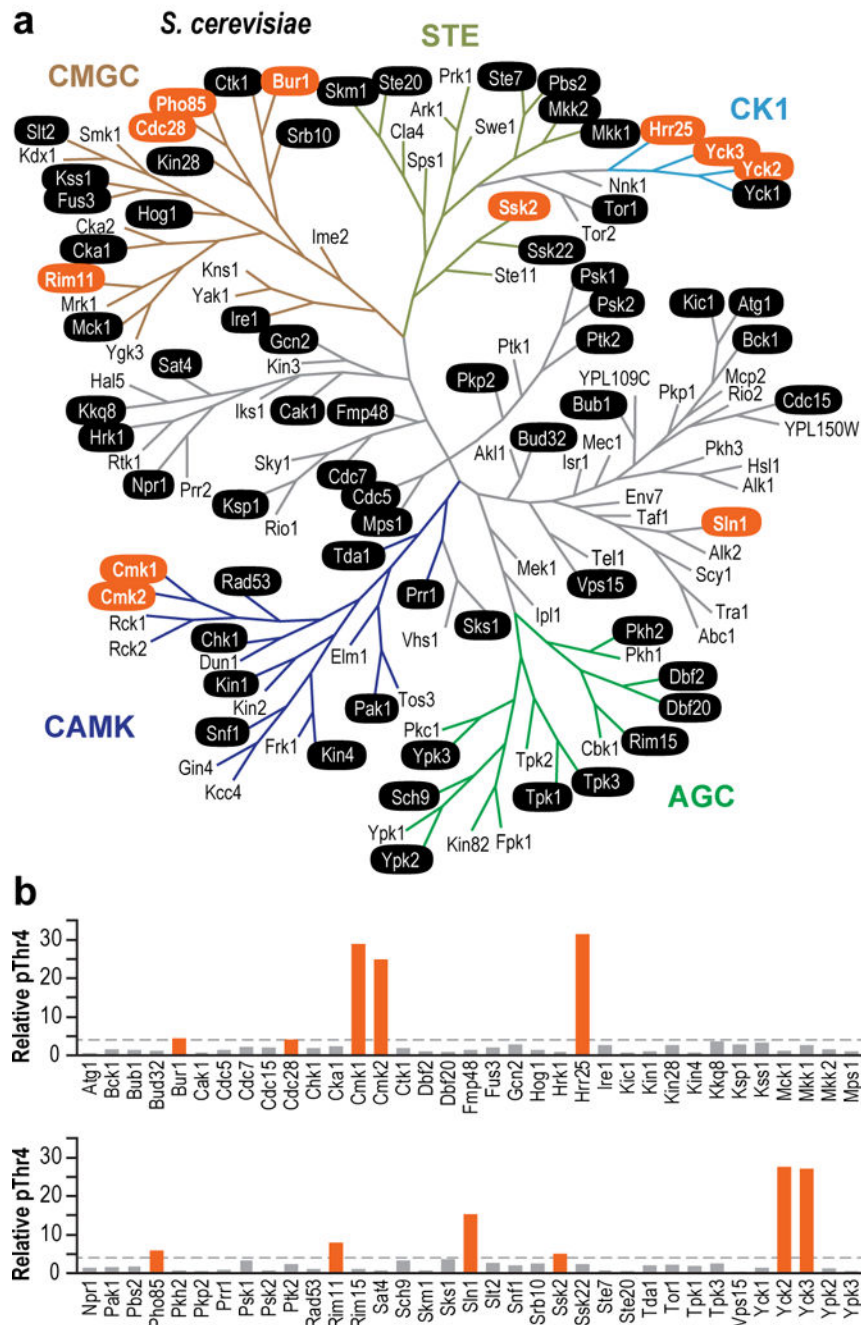 a
S. cerevisiae
STE
CMGC
Ctk1
Bur1
Skm1
Ste20
Prk1
Ste7
Pbs2
Pho85
Ark1
Mkk2
CK1
Cdc28
Swe1
Mkk1
Hrr25
Slt2
Smk1
Srb10
Cla4
Yck3
Kdx1
Kin28
Sps1
Yck2
Kss1
Nnk1
Yck1
Fus3
Hog1
Ssk2
Tor1
Cka2
Ime2
Tor2
Cka1
Ssk22
Rim11
Kns1
Ste11
Psk1
Mrk1
Yak1
Psk2
Kic1
Atg1
Mck1
Ire1
Ygk3
Gcn2
Ptk1
Ptk2
Bck1
Sat4
Kin3
Pkp2
YPL109C
Mcp2
Hal5
Pkp1
Rio2
Kkq8
Iks1
Cak1
Fmp48
Bub1
Cdc15
Hrk1
Bud32
YPL150W
Rtk1
Sky1
Akl1
Mec1
Pkh3
Npr1
Prr2
Cdc7
Isr1
Hsl1
Ksp1
Cdc5
Env7
Alk1
Rio1
Mps1
Taf1
Sln1
Tda1
Mek1
Tel1
Alk2
Cmk1
Rad53
Vps15
Scy1
Cmk2
Prr1
Rck1
Ipl1
Tra1
Rck2
Chk1
Vhs1
Sks1
Pkh2
Abc1
Dun1
Elm1
Pkh1
Kin1
Dbf2
Kin2
Pak1
Tos3
Dbf20
CAMK
Snf1
Pkc1
Frk1
Kin4
Ypk3
Tpk2
Cbk1
Rim15
Gin4
Tpk3
Kcc4
Sch9
Tpk1
AGC
Ypk1
Kin82
Fpk1
Ypk2
b
Relative pThr4
30
20
10
0
Atg1
Bck1
Bub1
Bud32
Bur1
Cak1
Cdc5
Cdc7
Cdc15
Cdc28
Chk1
Cka1
Cmk1
Cmk2
Ctk1
Dbf2
Dbf20
Fmp48
Fus3
Gcn2
Hog1
Hrk1
Hrr25
Ire1
Kic1
Kin1
Kin28
Kin4
Kkq8
Ksp1
Kss1
Mck1
Mkk1
Mkk2
Mps1
Relative pThr4
30
20
10
0
Npr1
Pak1
Pbs2
Pho85
Pkh2
Pkp2
Prr1
Psk1
Psk2
Ptk2
Rad53
Rim11
Rim15
Sat4
Sch9
Skm1
Sks1
Sln1
Slt2
Snf1
Srb10
Ssk2
Ssk22
Ste7
Ste20
Tda1
Tor1
Tpk1
Tpk3
Vps15
Yck1
Yck2
Yck3
Ypk2
Ypk3